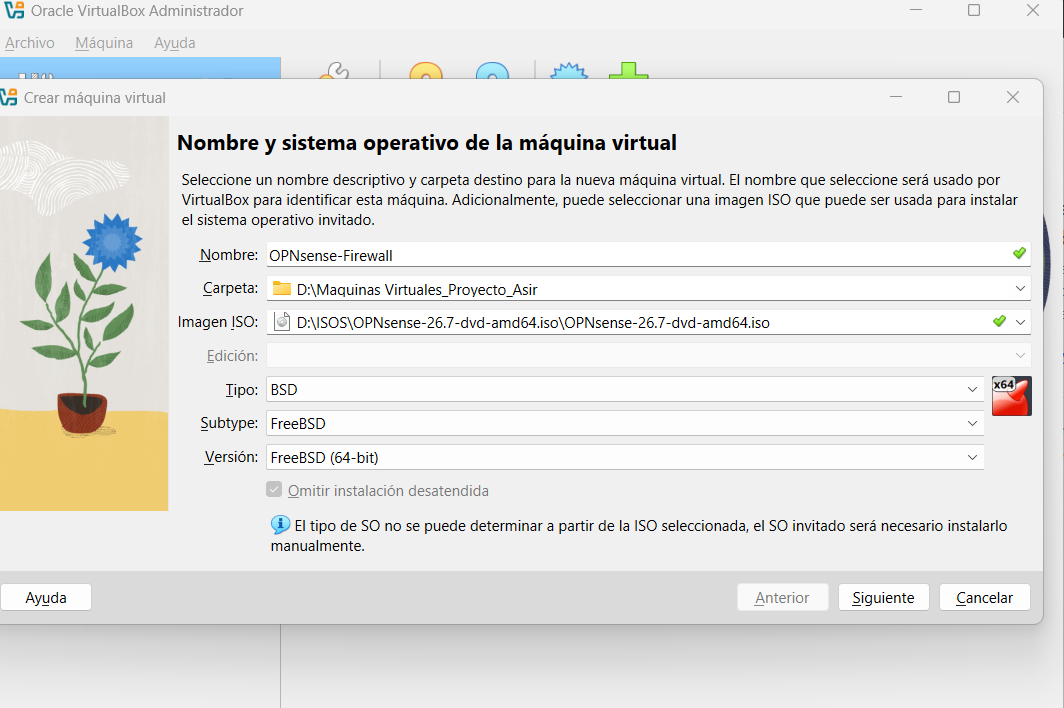 Oracle VirtualBox Administrador
Archivo Máquina Ayuda
Crear máquina virtual
Nombre y sistema operativo de la máquina virtual
Seleccione un nombre descriptivo y carpeta destino para la nueva máquina virtual. El nombre que seleccione será usado por
VirtualBox para identificar esta máquina. Adicionalmente, puede seleccionar una imagen ISO que puede ser usada para instalar
el sistema operativo invitado.
Nombre: OPNsense-Firewall
Carpeta: D:\Maquinas Virtuales_Proyecto_Asir
Imagen ISO: D:\ISOS\OPNsense-26.7-dvd-amd64.iso\OPNsense-26.7-dvd-amd64.iso
Edición:
Tipo: BSD
x64
Subtype: FreeBSD
Versión: FreeBSD (64-bit)
Omitir instalación desatendida
El tipo de SO no se puede determinar a partir de la ISO seleccionada, el SO invitado será necesario instalarlo
manualmente.
Ayuda Anterior Siguiente Cancelar